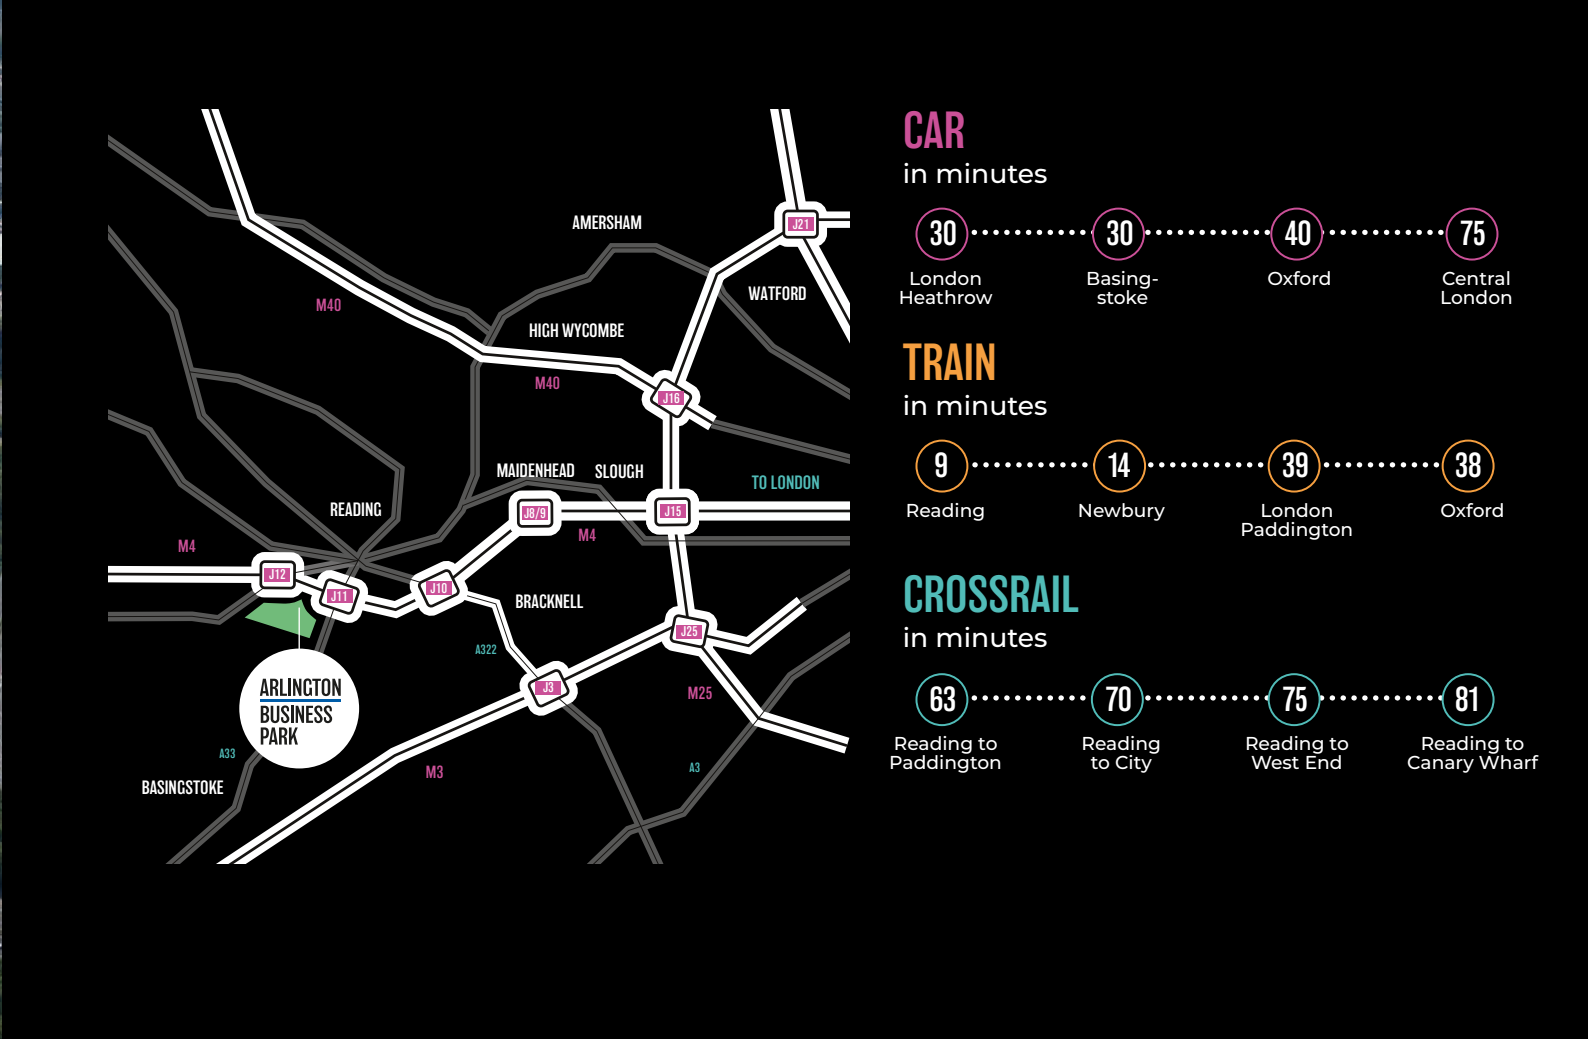 AMERSHAM
J21
WATFORD
M40
HIGH WYCOMBE
M40
J16
MAIDENHEAD
SLOUGH
TO LONDON
READING
J8/9
J15
M4
M4
J12
J11
J10
BRACKNELL
J25
A322
J3
M25
ARLINGTON
BUSINESS
PARK
A33
M3
A3
BASINGSTOKE
CAR
in minutes
30 30 40 75
London Basing- Oxford Central
Heathrow stoke London
TRAIN
in minutes
9 14 39 38
Reading Newbury London Oxford
Paddington
CROSSRAIL
in minutes
63 70 75 81
Reading to Reading Reading to Reading to
Paddington to City West End Canary Wharf